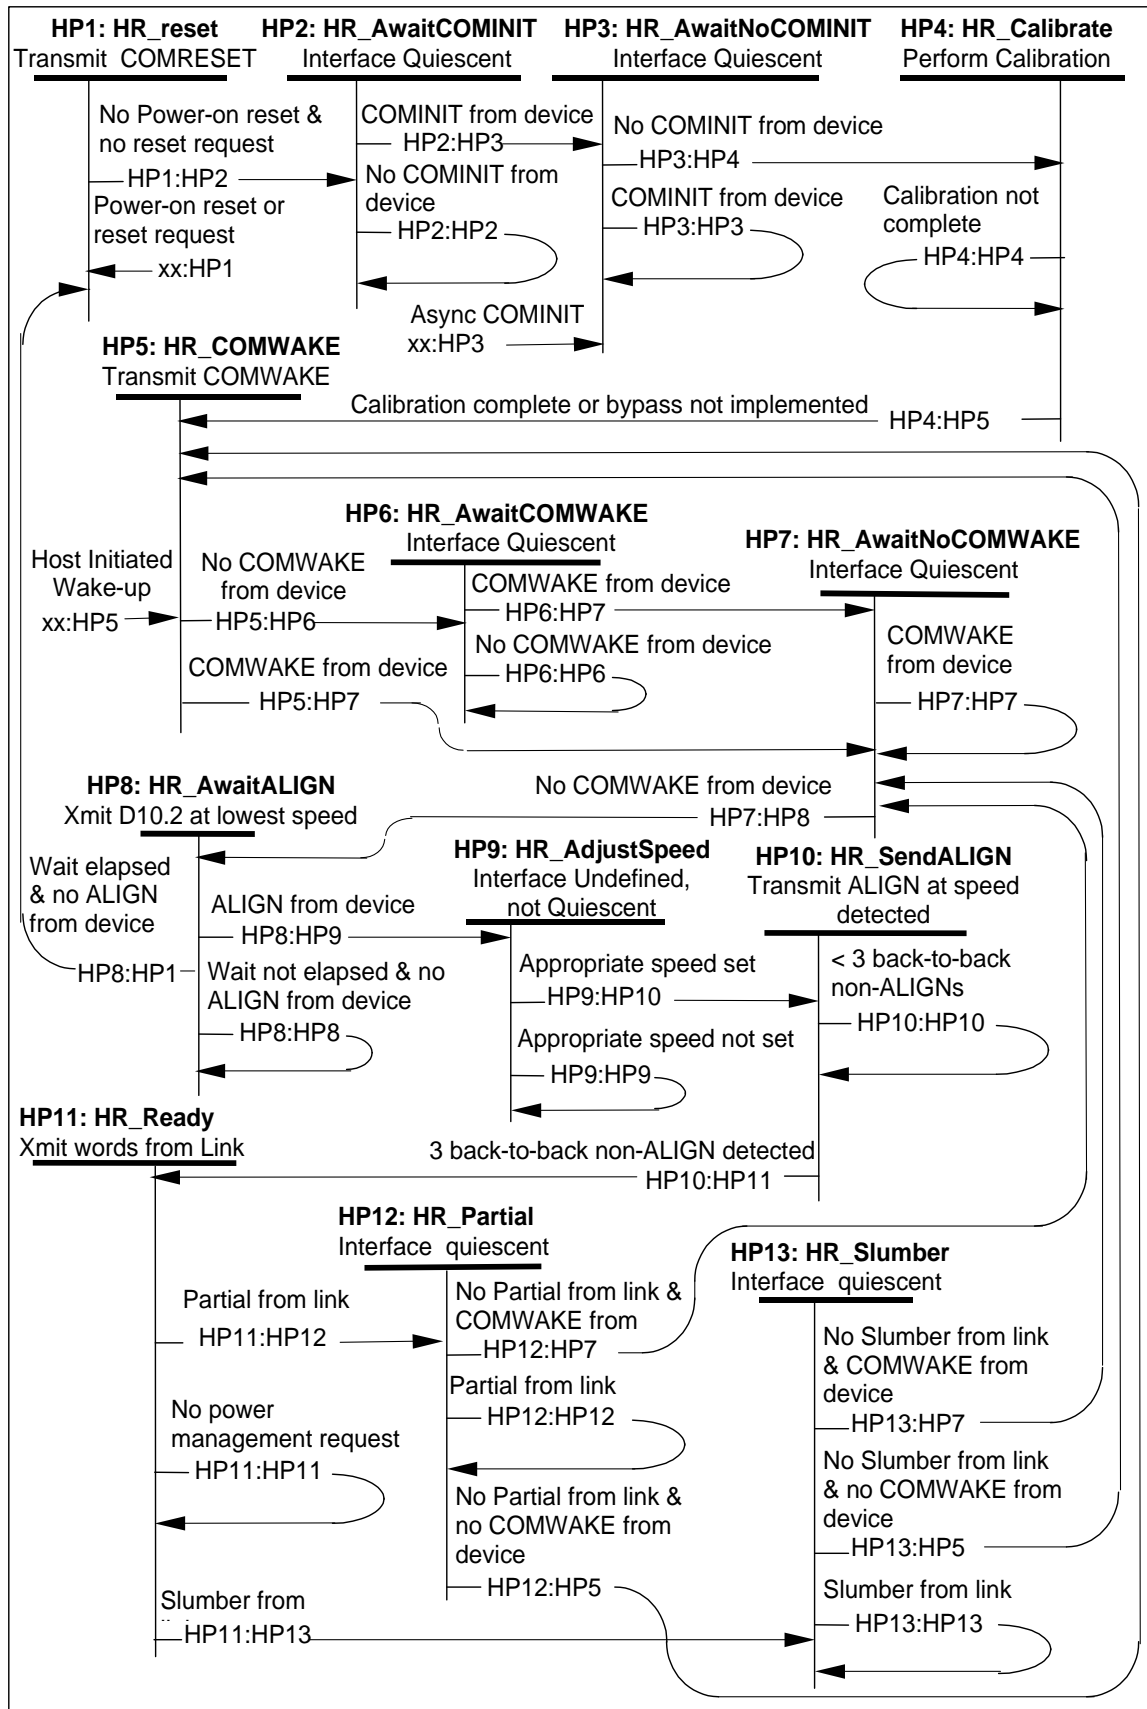 HP1: HR_reset
Transmit COMRESET
HP2: HR_AwaitCOMINIT
Interface Quiescent
HP3: HR_AwaitNoCOMINIT
Interface Quiescent
HP4: HR_Calibrate
Perform Calibration
No Power-on reset &
no reset request
HP1:HP2
Power-on reset or
reset request
xx:HP1
COMINIT from device
HP2:HP3
No COMINIT from
device
HP2:HP2
No COMINIT from device
HP3:HP4
COMINIT from device
HP3:HP3
Async COMINIT
xx:HP3
Calibration not
complete
HP4:HP4
HP5: HR_COMWAKE
Transmit COMWAKE
Calibration complete or bypass not implemented
HP4:HP5
HP6: HR_AwaitCOMWAKE
Interface Quiescent
HP7: HR_AwaitNoCOMWAKE
Interface Quiescent
Host Initiated
Wake-up
xx:HP5
No COMWAKE
from device
HP5:HP6
COMWAKE from device
HP5:HP7
COMWAKE from device
HP6:HP7
No COMWAKE from device
HP6:HP6
COMWAKE
from device
HP7:HP7
No COMWAKE from device
HP7:HP8
HP8: HR_AwaitALIGN
Xmit D10.2 at lowest speed
HP9: HR_AdjustSpeed
Interface Undefined,
not Quiescent
HP10: HR_SendALIGN
Transmit ALIGN at speed
detected
Wait elapsed
& no ALIGN
from device
HP8:HP1
ALIGN from device
HP8:HP9
Wait not elapsed & no
ALIGN from device
HP8:HP8
Appropriate speed set
HP9:HP10
Appropriate speed not set
HP9:HP9
< 3 back-to-back
non-ALIGNs
HP10:HP10
HP11: HR_Ready
Xmit words from Link
3 back-to-back non-ALIGN detected
HP10:HP11
HP12: HR_Partial
Interface quiescent
HP13: HR_Slumber
Interface quiescent
Partial from link
HP11:HP12
No power
management request
HP11:HP11
Slumber from
HP11:HP13
No Partial from link &
COMWAKE from
HP12:HP7
Partial from link
HP12:HP12
No Partial from link &
no COMWAKE from
device
HP12:HP5
No Slumber from link
& COMWAKE from
device
HP13:HP7
No Slumber from link
& no COMWAKE from
device
HP13:HP5
Slumber from link
HP13:HP13